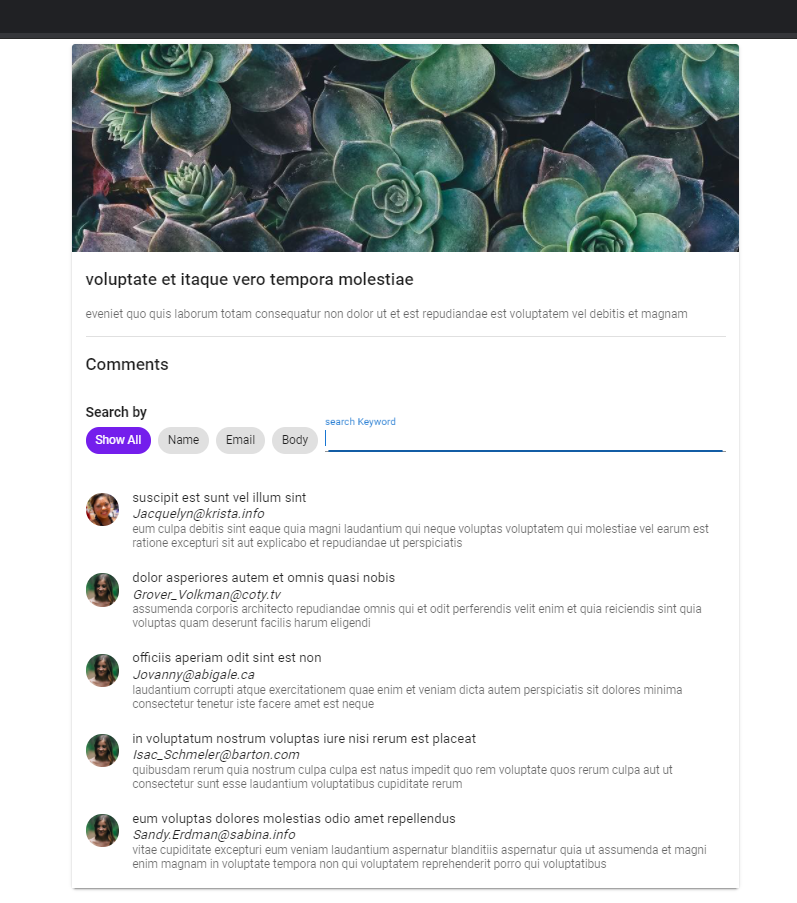 voluptate et itaque vero tempora molestiae
eveniet quo quis laborum totam consequatur non dolor ut et est repudiandae est voluptatem vel debitis et magnam
Comments
Search by
search Keyword
Show All Name Email Body
suscipit est sunt vel illum sint
Jacquelyn@krista.info
eum culpa debitis sint eaque quia magni laudantium qui neque voluptas voluptatem qui molestiae vel earum est
ratione excepturi sit aut explicabo et repudiandae ut perspiciatis
dolor asperiores autem et omnis quasi nobis
Grover_Volkman@coty.tv
assumenda corporis architecto repudiandae omnis qui et odit perferendis velit enim et quia reiciendis sint quia
voluptas quam deserunt facilis harum eligendi
officiis aperiam odit sint est non
Jovanny@abigale.ca
laudantium corrupti atque exercitationem quae enim et veniam dicta autem perspiciatis sit dolores minima
consectetur tenetur iste facere amet est neque
in voluptatum nostrum voluptas iure nisi rerum est placeat
Isac_Schmeler@barton.com
quibusdam rerum quia nostrum culpa culpa est natus impedit quo rem voluptate quos rerum culpa aut ut
consectetur sunt esse laudantium voluptatibus cupiditate rerum
eum voluptas dolores molestias odio amet repellendus
Sandy.Erdman@sabina.info
vitae cupiditate excepturi eum veniam laudantium aspernatur blanditiis aspernatur quia ut assumenda et magni
enim magnam in voluptate tempora non qui voluptatem reprehenderit porro qui voluptatibus